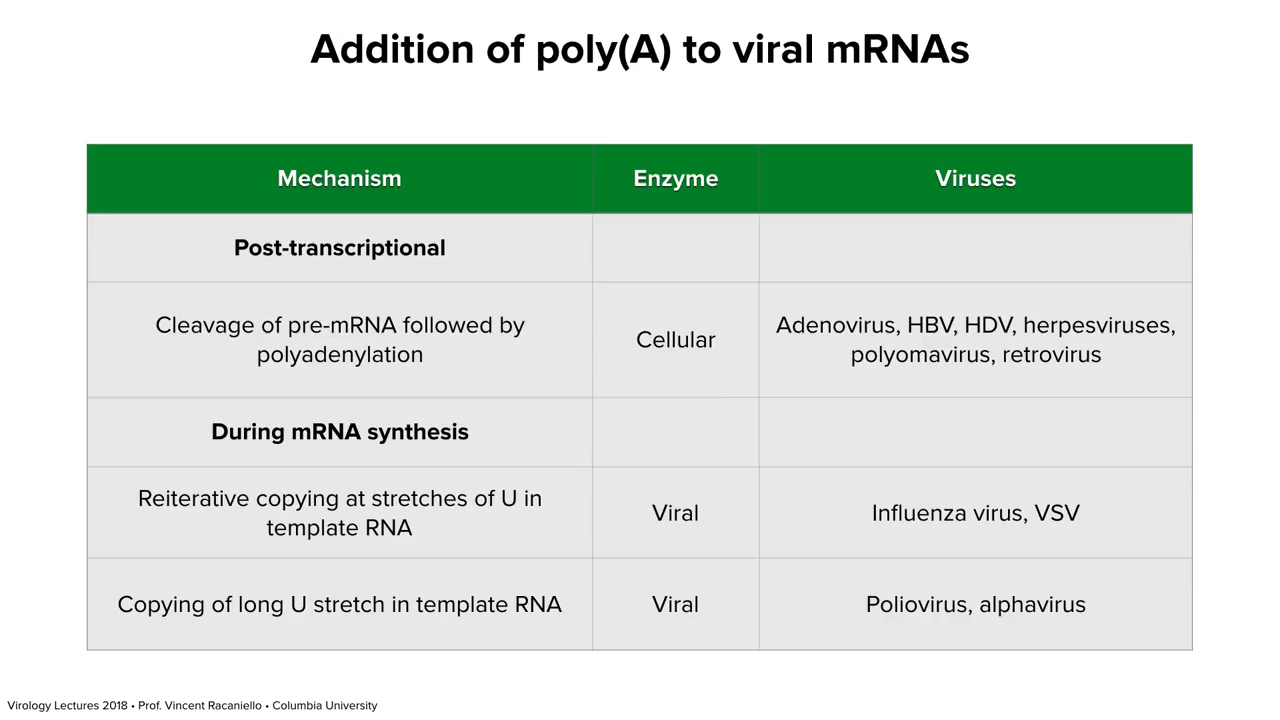 Addition of poly(A) to viral mRNAs
Mechanism
Enzyme
Viruses
Post-transcriptional
Cleavage of pre-mRNA followed by
polyadenylation
Cellular
Adenovirus, HBV, HDV, herpesviruses,
polyomavirus, retrovirus
During mRNA synthesis
Reiterative copying at stretches of U in
template RNA
Viral
Influenza virus, VSV
Copying of long U stretch in template RNA
Viral
Poliovirus, alphavirus
Virology Lectures 2018 • Prof. Vincent Racaniello • Columbia University